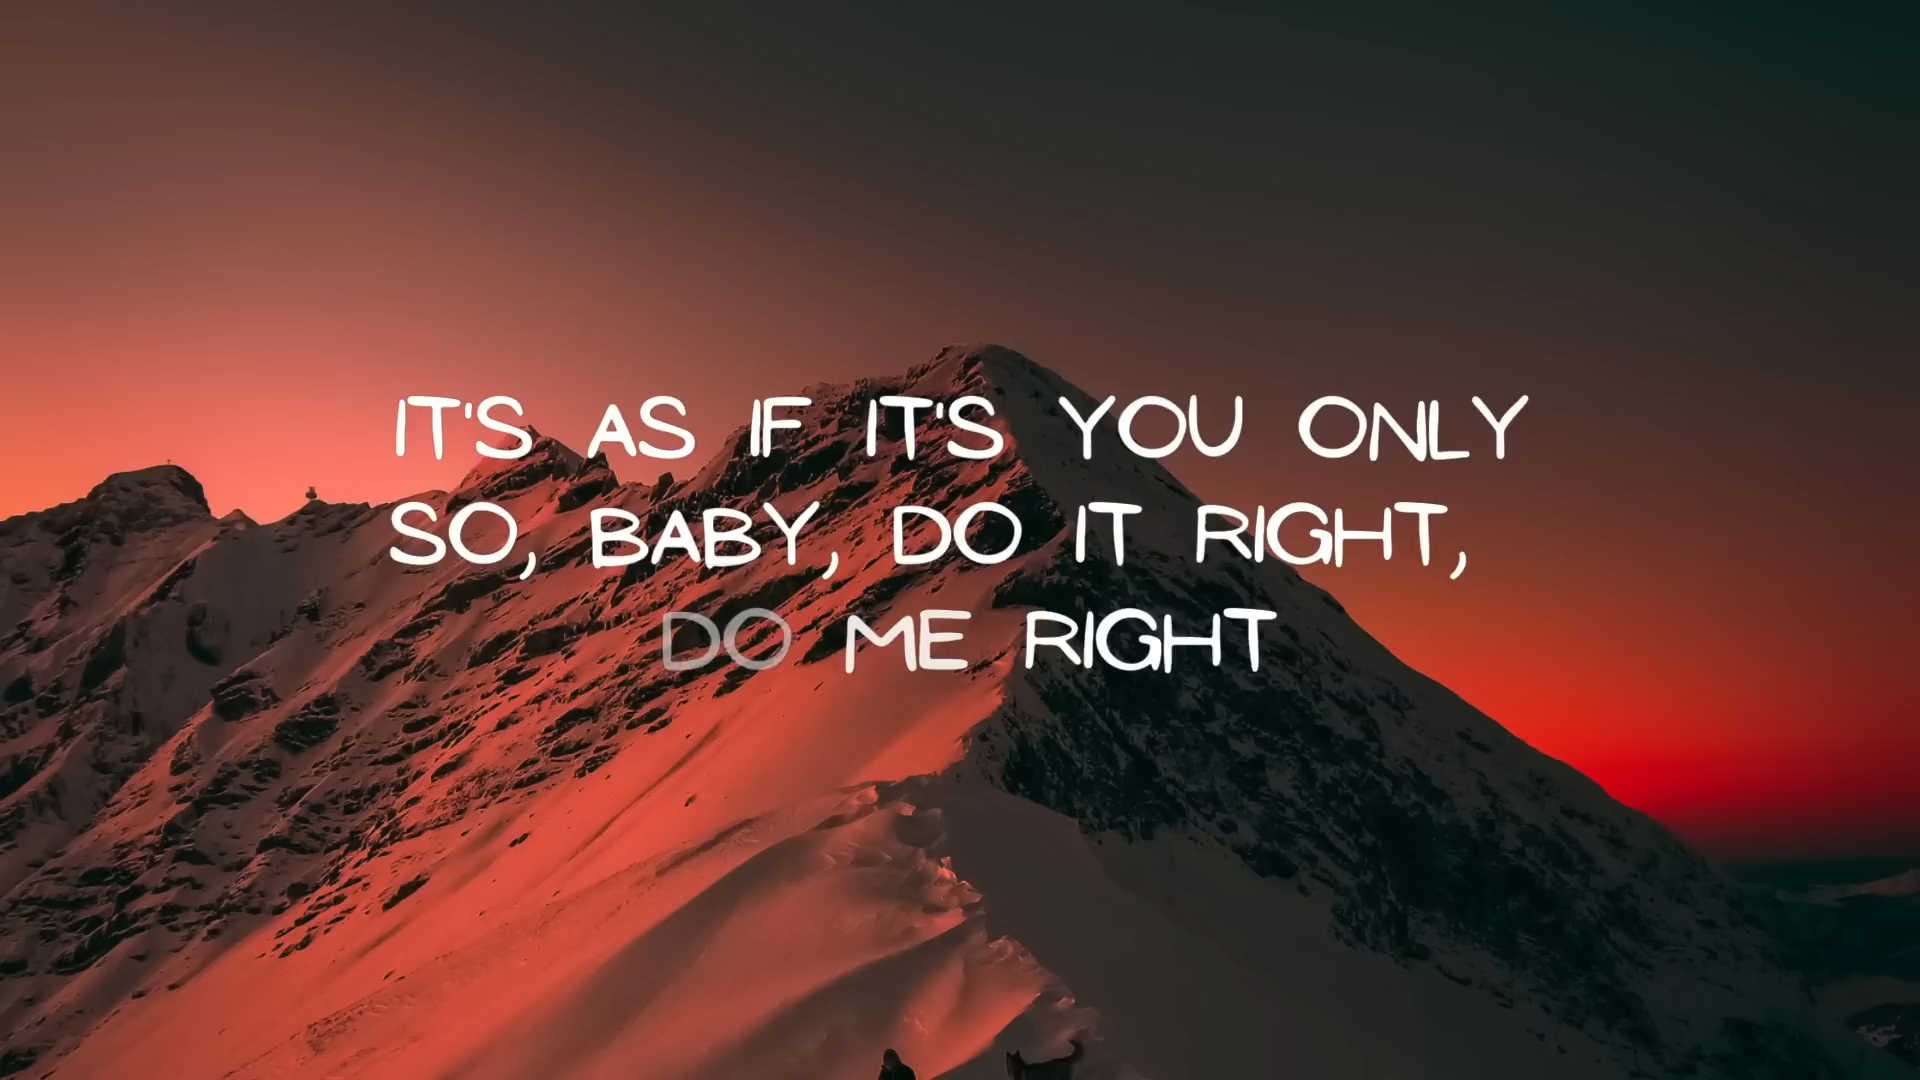 IT'S AS IF IT'S YOU ONLY
SO, BABY, DO IT RIGHT,
DO ME RIGHT